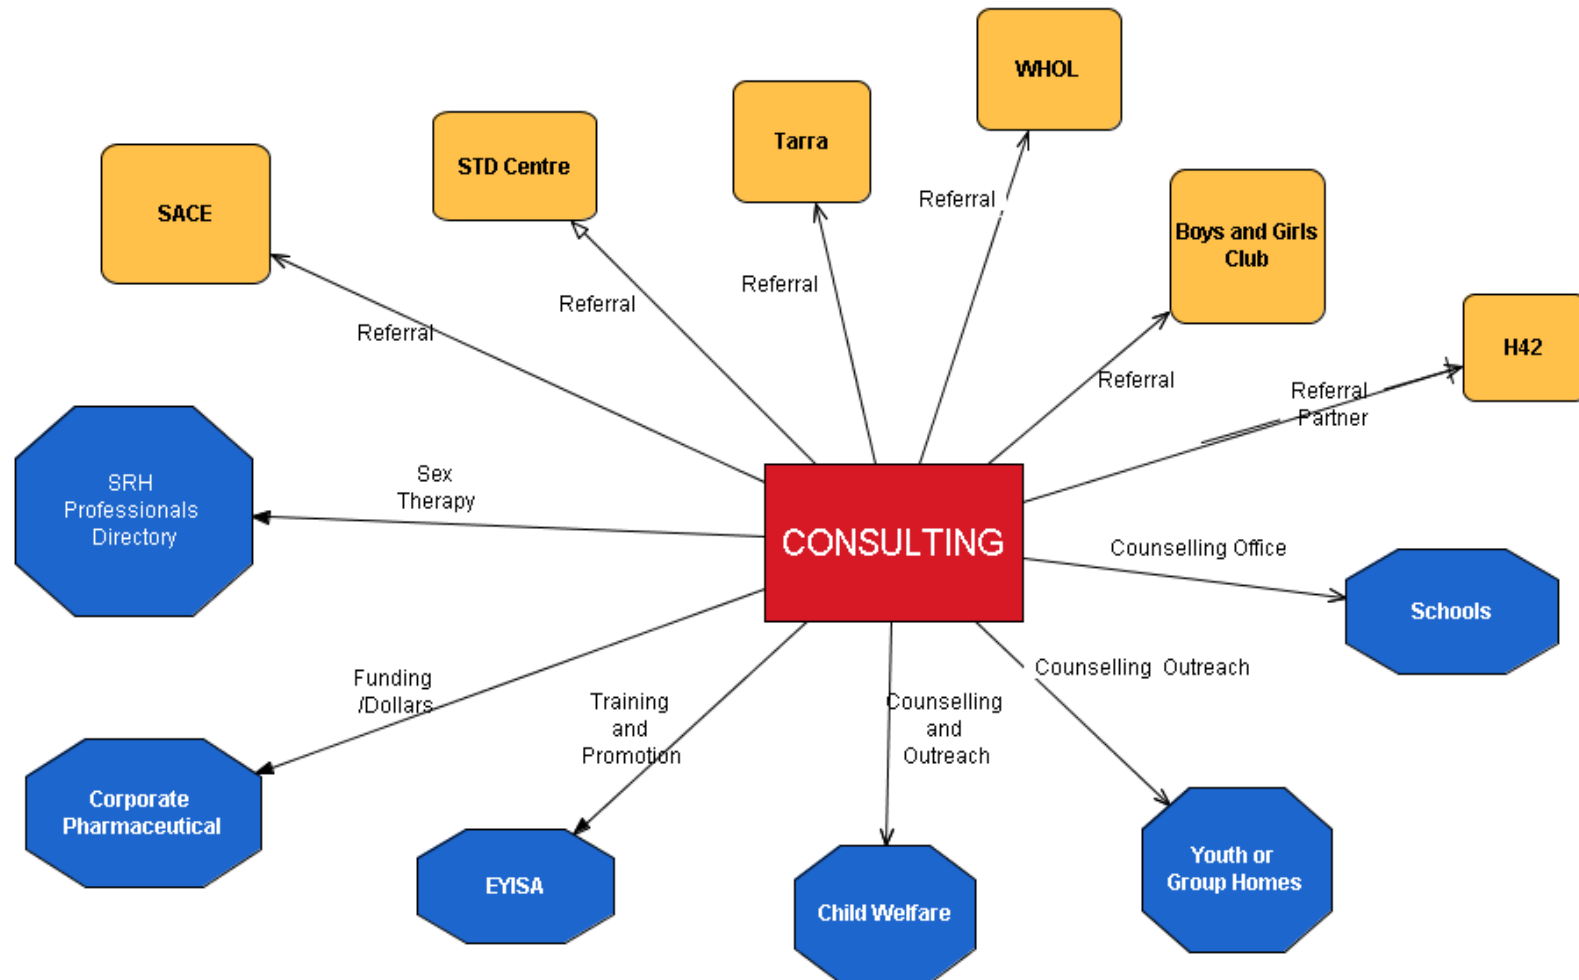 WHOL
Tarra
STD Centre
SACE
Referral
Boys and Girls
Club
Referral
Referral
Referral
H42
Referral
Referral
Partner
Sex
Therapy
SRH
Professionals
Directory
CONSULTING
Counselling Office
Schools
Funding
/Dollars
Training
and
Promotion
Counselling
and
Outreach
Counselling Outreach
Corporate
Pharmaceutical
EYISA
Child Welfare
Youth or
Group Homes